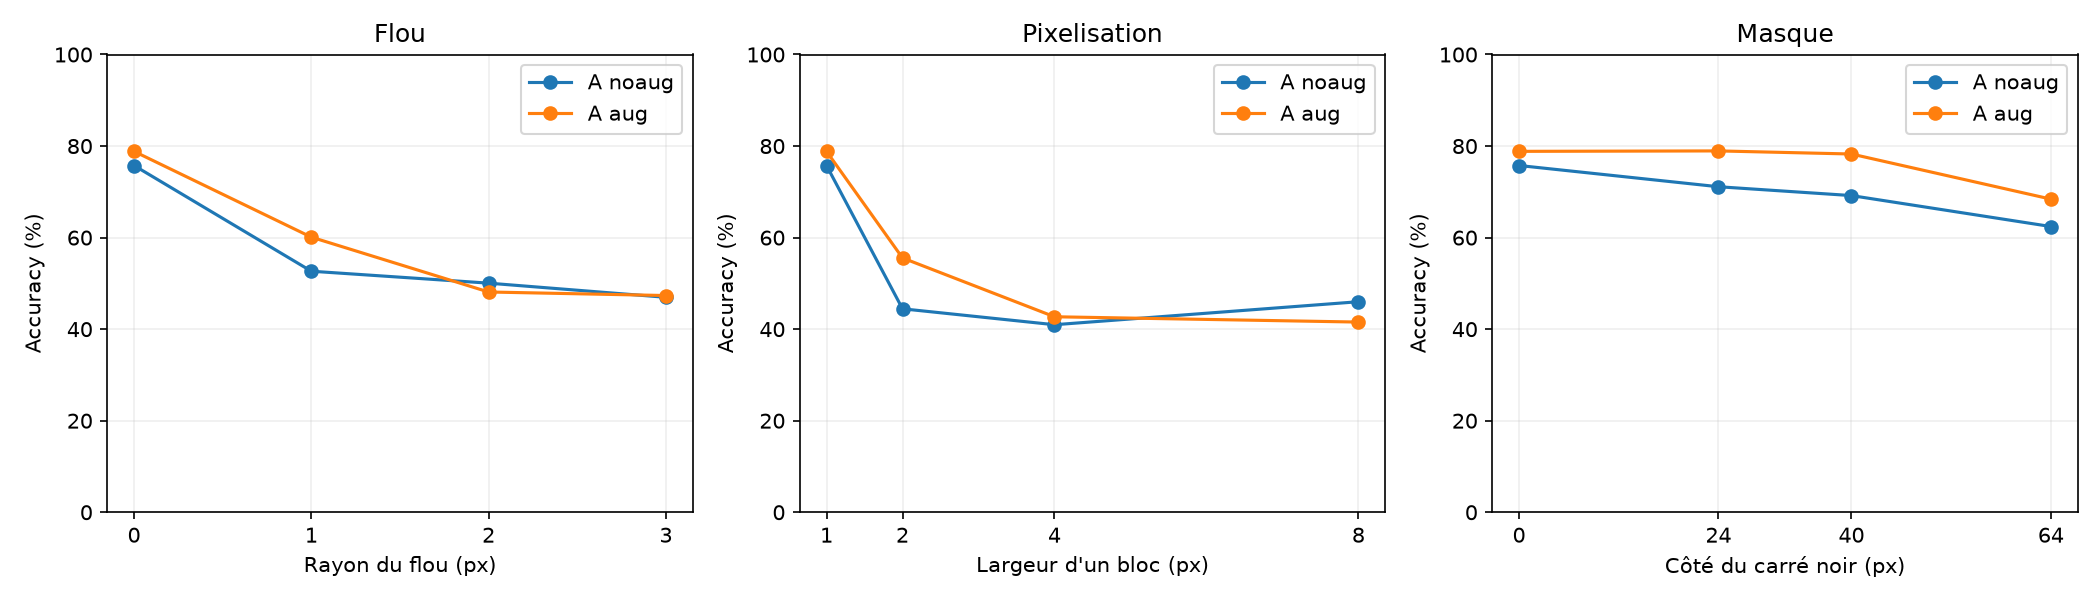 Flou
100
80
60
40
20
0
Accuracy (%)
A noaug
A aug
0 1 2 3
Rayon du flou (px)
Pixelisation
100
80
60
40
20
0
Accuracy (%)
A noaug
A aug
1 2 4 8
Largeur d'un bloc (px)
Masque
100
80
60
40
20
0
Accuracy (%)
A noaug
A aug
0 24 40 64
Côté du carré noir (px)